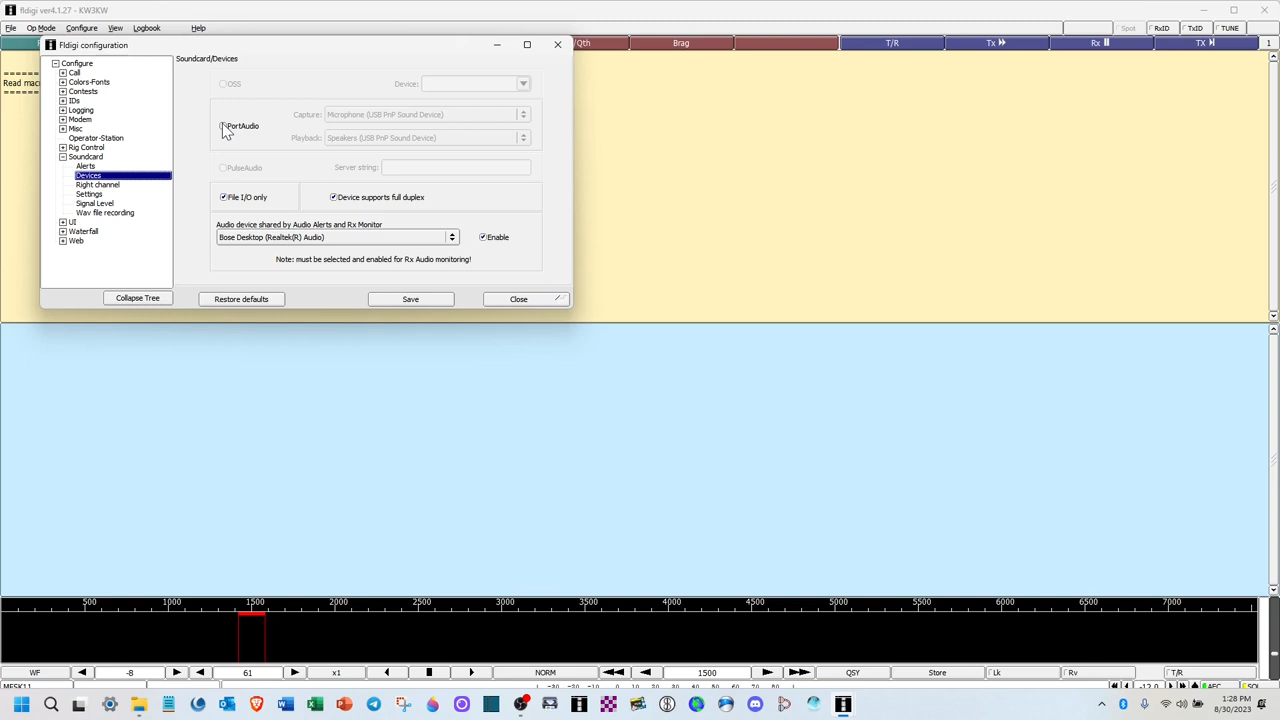 fldigi ver4.1.27 - KW3KW
File Op Mode Configure View Logbook Help
Spot RxID TxID TUNE
/Qth Brag T/R Tx Rx TX 1
=======
Read mac
=======
Fldigi configuration
Configure
Call
Colors-Fonts
Contests
IDs
Logging
Modem
Misc
Operator-Station
Rig Control
Soundcard
Alerts
Devices
Right channel
Settings
Signal Level
Wav file recording
UI
Waterfall
Web
Collapse Tree
Soundcard/Devices
OSS Device:
PortAudio
Capture: Microphone (USB PnP Sound Device)
Playback: Speakers (USB PnP Sound Device)
PulseAudio Server string:
File I/O only Device supports full duplex
Audio device shared by Audio Alerts and Rx Monitor
Bose Desktop (Realtek(R) Audio) Enable
Note: must be selected and enabled for Rx Audio monitoring!
Restore defaults Save Close
500 1000 1500 2000 2500 3000 3500 4000 4500 5000 5500 6000 6500 7000
WF -8 61 x1 NORM 1500 QSY Store Lk Rv T/R
-12.0 AFC SQL
1:28 PM
8/30/2023